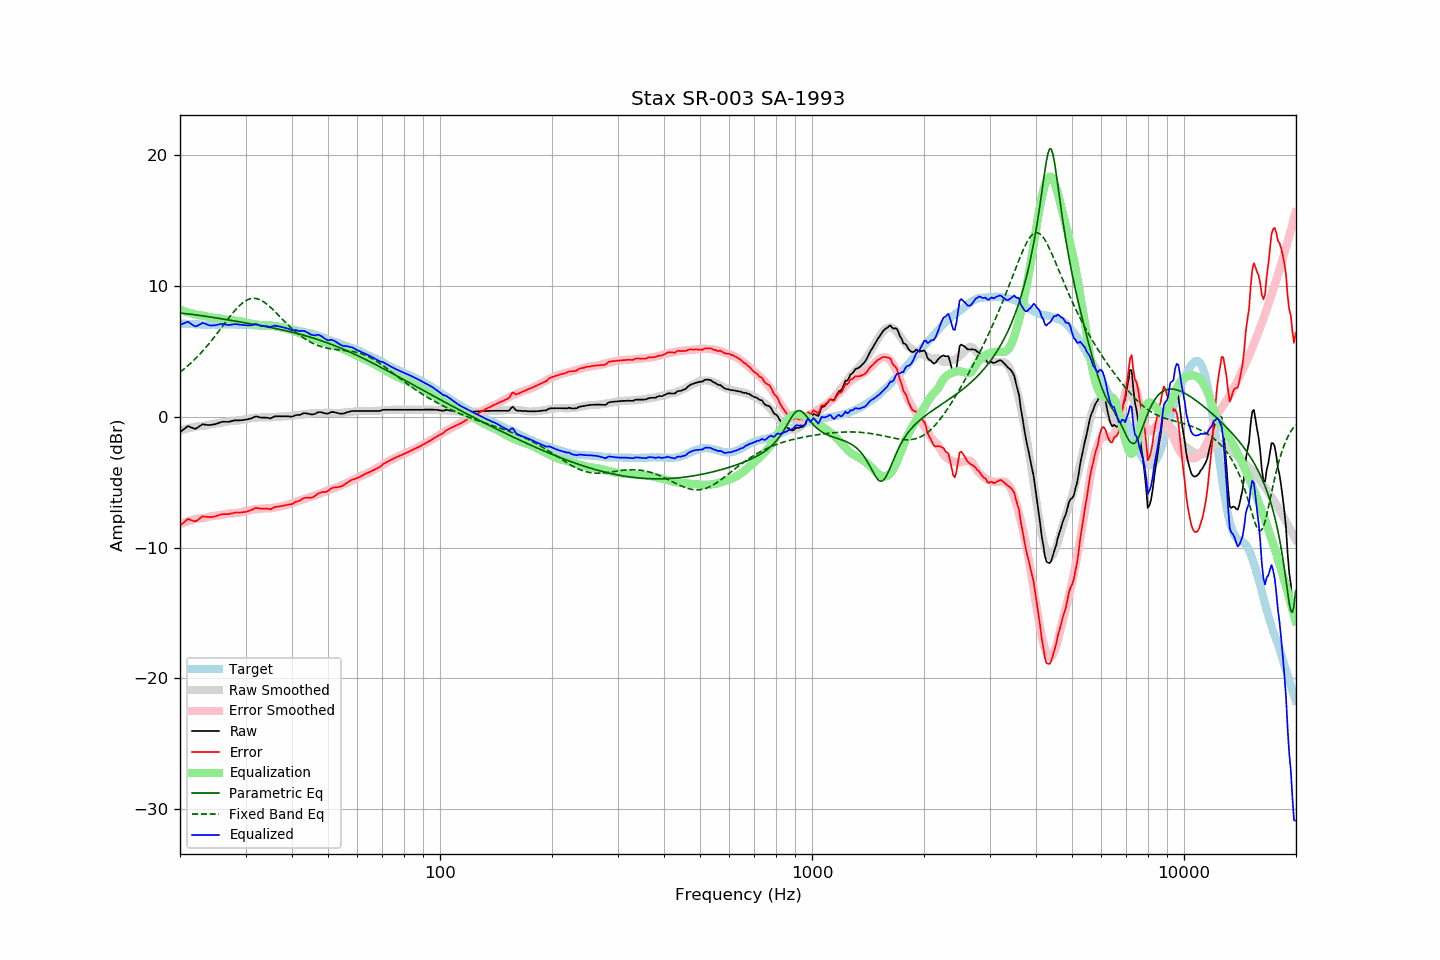 Stax SR-003 SA-1993
Amplitude (dBr)
20
10
0
−10
−20
−30
Target
Raw Smoothed
Error Smoothed
Raw
Error
Equalization
Parametric Eq
Fixed Band Eq
Equalized
100
1000
10000
Frequency (Hz)